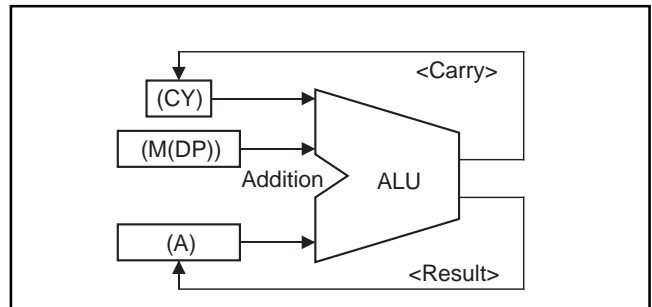 <Carry>
(CY)
(M(DP))
Addition
ALU
(A)
<Result>